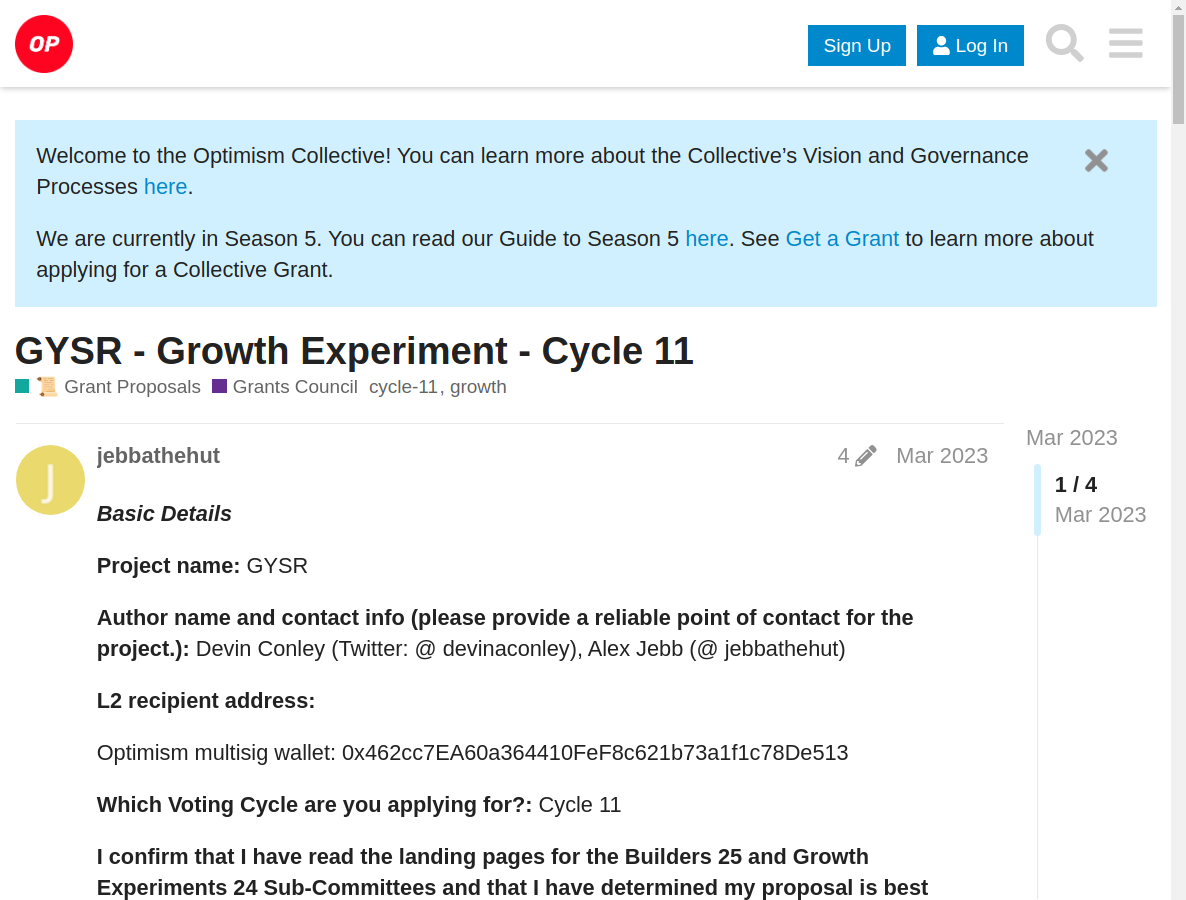 OP
Sign Up
Log In
Welcome to the Optimism Collective! You can learn more about the Collective’s Vision and Governance
Processes here.
We are currently in Season 5. You can read our Guide to Season 5 here. See Get a Grant to learn more about
applying for a Collective Grant.
GYSR - Growth Experiment - Cycle 11
Grant Proposals Grants Council cycle-11, growth
jebbathehut
4 Mar 2023
Mar 2023
1 / 4
Mar 2023
J
Basic Details
Project name: GYSR
Author name and contact info (please provide a reliable point of contact for the
project.): Devin Conley (Twitter: @ devinaconley), Alex Jebb (@ jebbathehut)
L2 recipient address:
Optimism multisig wallet: 0x462cc7EA60a364410FeF8c621b73a1f1c78De513
Which Voting Cycle are you applying for?: Cycle 11
I confirm that I have read the landing pages for the Builders 25 and Growth
Experiments 24 Sub-Committees and that I have determined my proposal is best